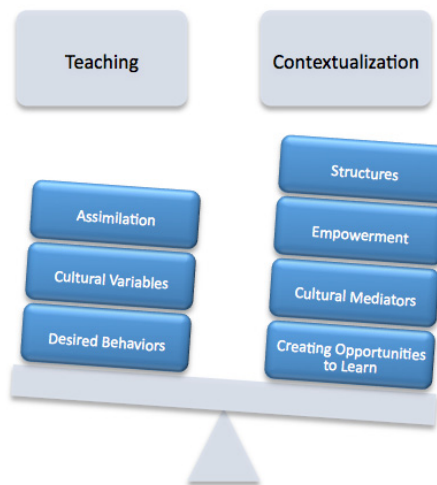 Teaching
Contextualization
Assimilation
Cultural Variables
Desired Behaviors
Structures
Empowerment
Cultural Mediators
Creating Opportunities
to Learn